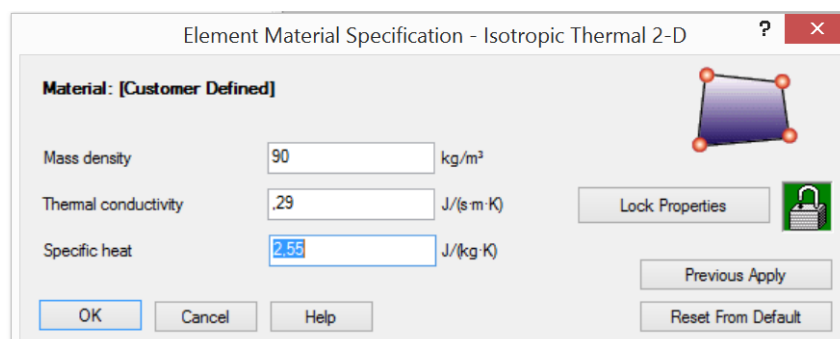 Element Material Specification - Isotropic Thermal 2-D ? ×
Material: [Customer Defined]
Mass density 90 kg/m³
Thermal conductivity ,29 J/(s·m·K)
Lock Properties
Specific heat 2,55 J/(kg·K)
Previous Apply
OK Cancel Help Reset From Default